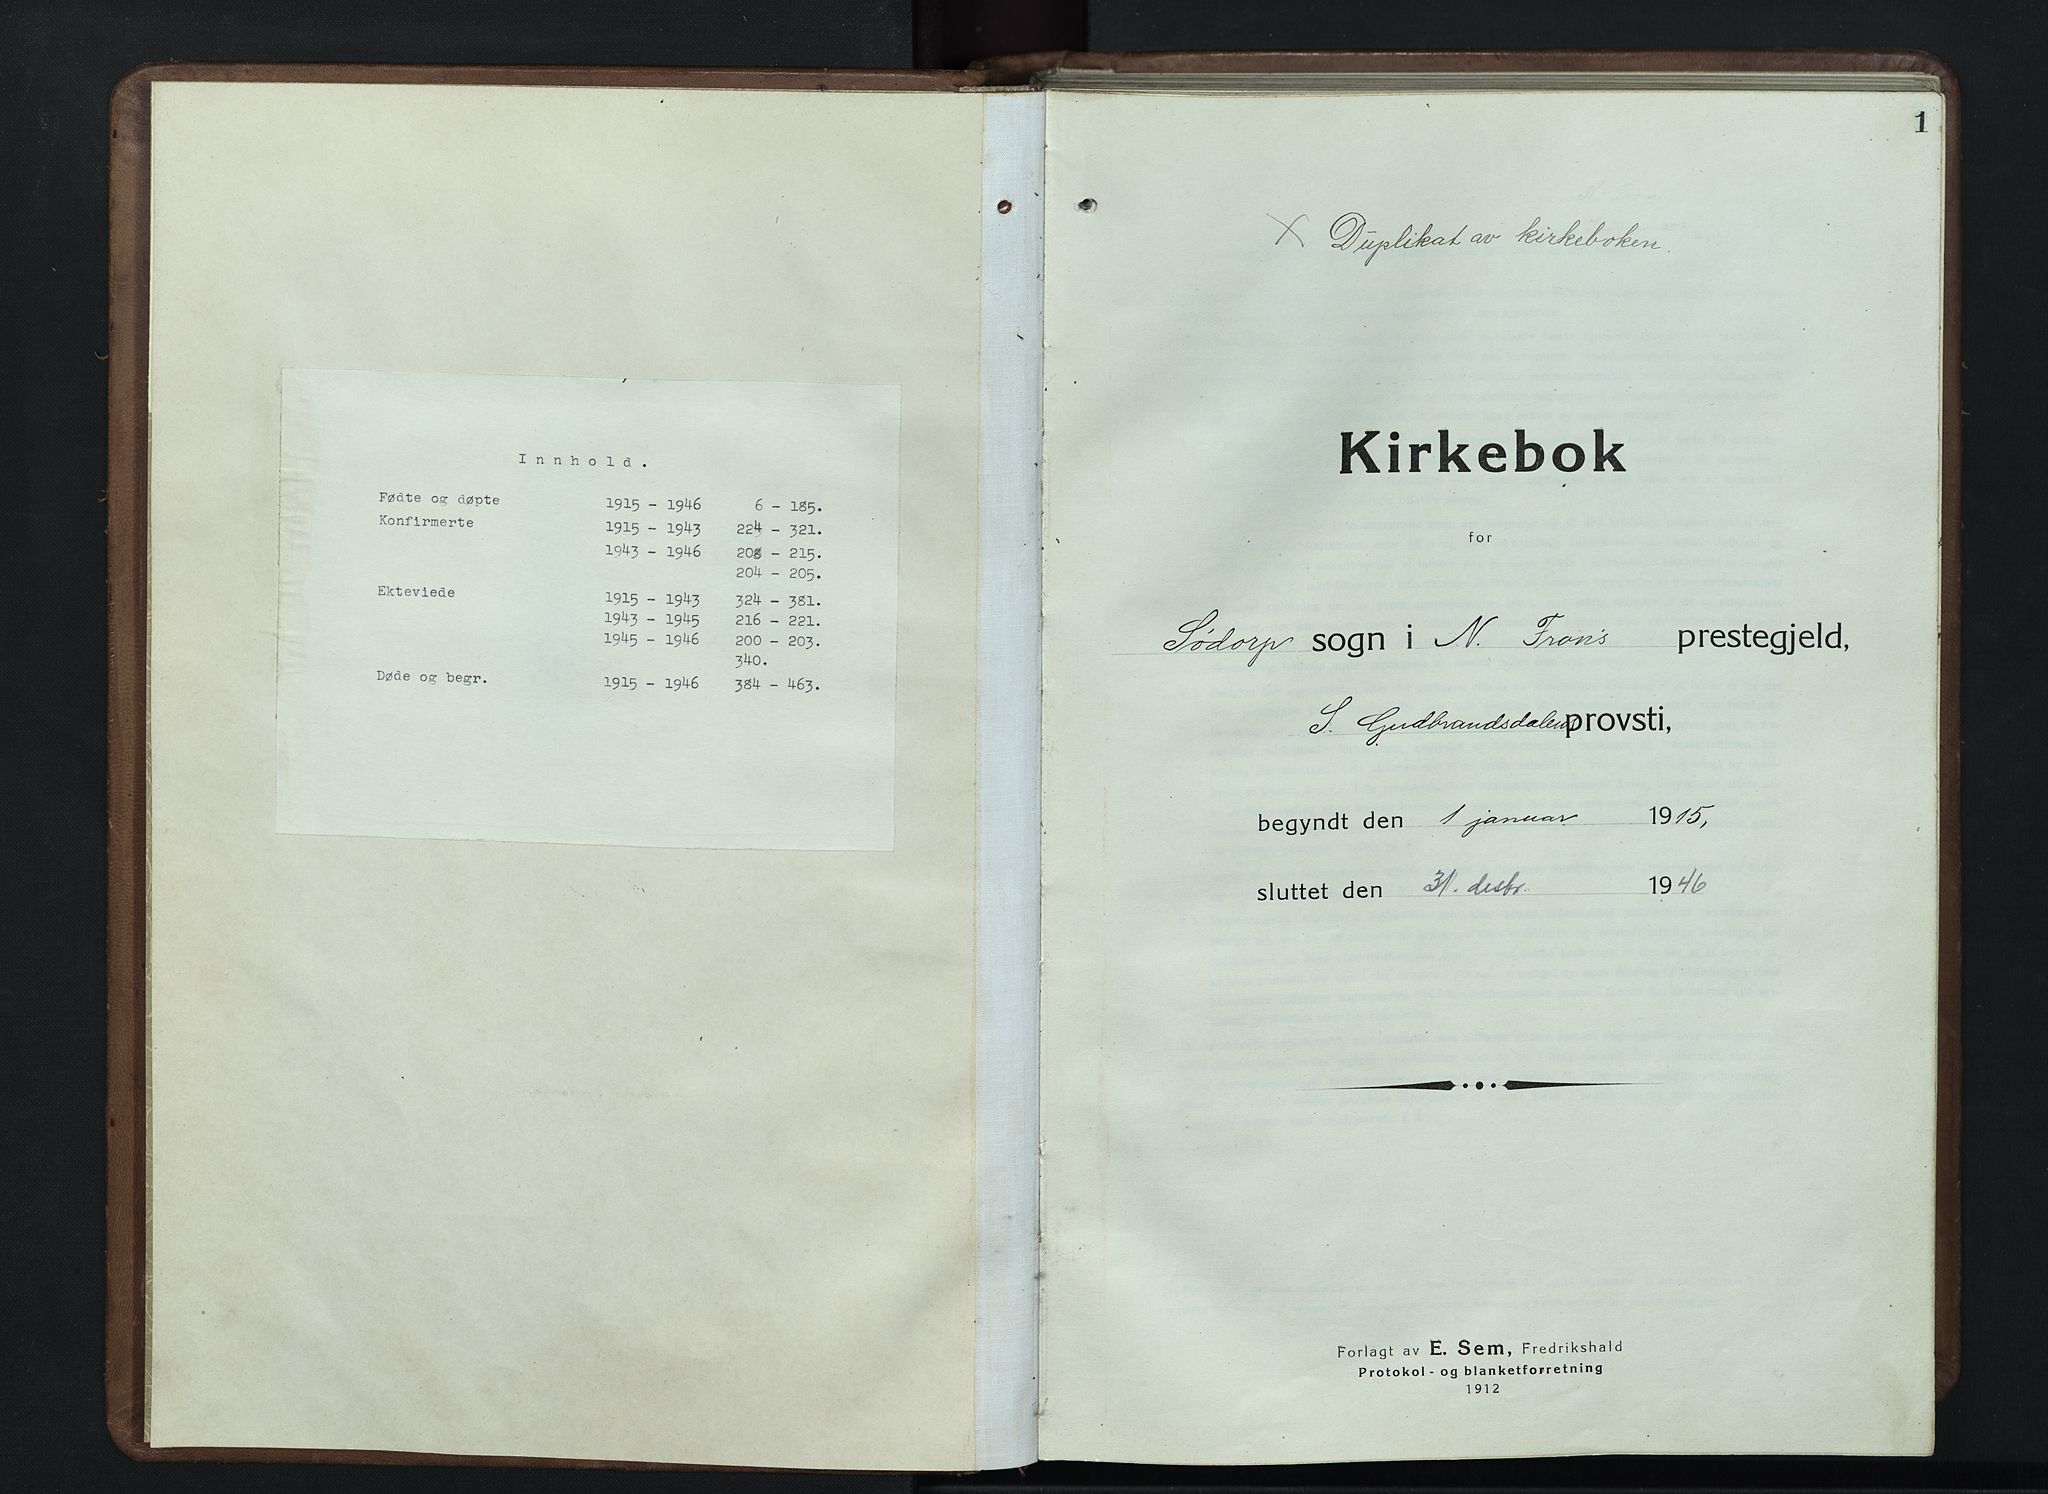 Innhold.
Fødte og døpte 1915 - 1946 6 - 185.
Konfirmerte 1915 - 1943 224 - 321.
1943 - 1946 208 - 215.
204 - 205.
Ekteviede 1915 - 1943 324 - 381.
1943 - 1945 216 - 221.
1945 - 1946 200 - 203.
340.
Døde og begr. 1915 - 1946 384 - 463.
1
X Duplikat av kirkeboken.
Kirkebok
for
Sødorp sogn i N. Frons prestegjeld,
S. Gudbrandsdalens provsti,
begyndt den 1 januar 1915,
sluttet den 31. desbr. 1946
Forlagt av E. Sem, Fredrikshald
Protokol- og blanketforretning
1912